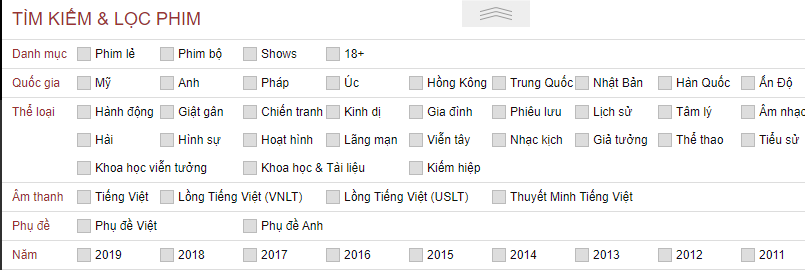 TÌM KIẾM & LỌC PHIM
Danh mục Phim lẻ Phim bộ Shows 18+
Quốc gia Mỹ Anh Pháp Úc Hồng Kông Trung Quốc Nhật Bản Hàn Quốc Ấn Độ
Thể loại Hành động Giật gân Chiến tranh Kinh dị Gia đình Phiêu lưu Lịch sử Tâm lý Âm nhạc
Hài Hình sự Hoạt hình Lãng mạn Viễn tây Nhạc kịch Giả tưởng Thể thao Tiểu sử
Khoa học viễn tưởng Khoa học & Tài liệu Kiếm hiệp
Âm thanh Tiếng Việt Lồng Tiếng Việt (VNLT) Lồng Tiếng Việt (USLT) Thuyết Minh Tiếng Việt
Phụ đề Phụ đề Việt Phụ đề Anh
Năm 2019 2018 2017 2016 2015 2014 2013 2012 2011